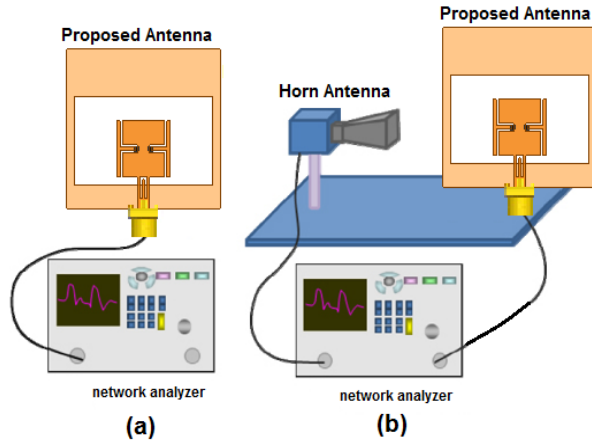 Proposed Antenna
Proposed Antenna
Horn Antenna
network analyzer
network analyzer
(a)
(b)